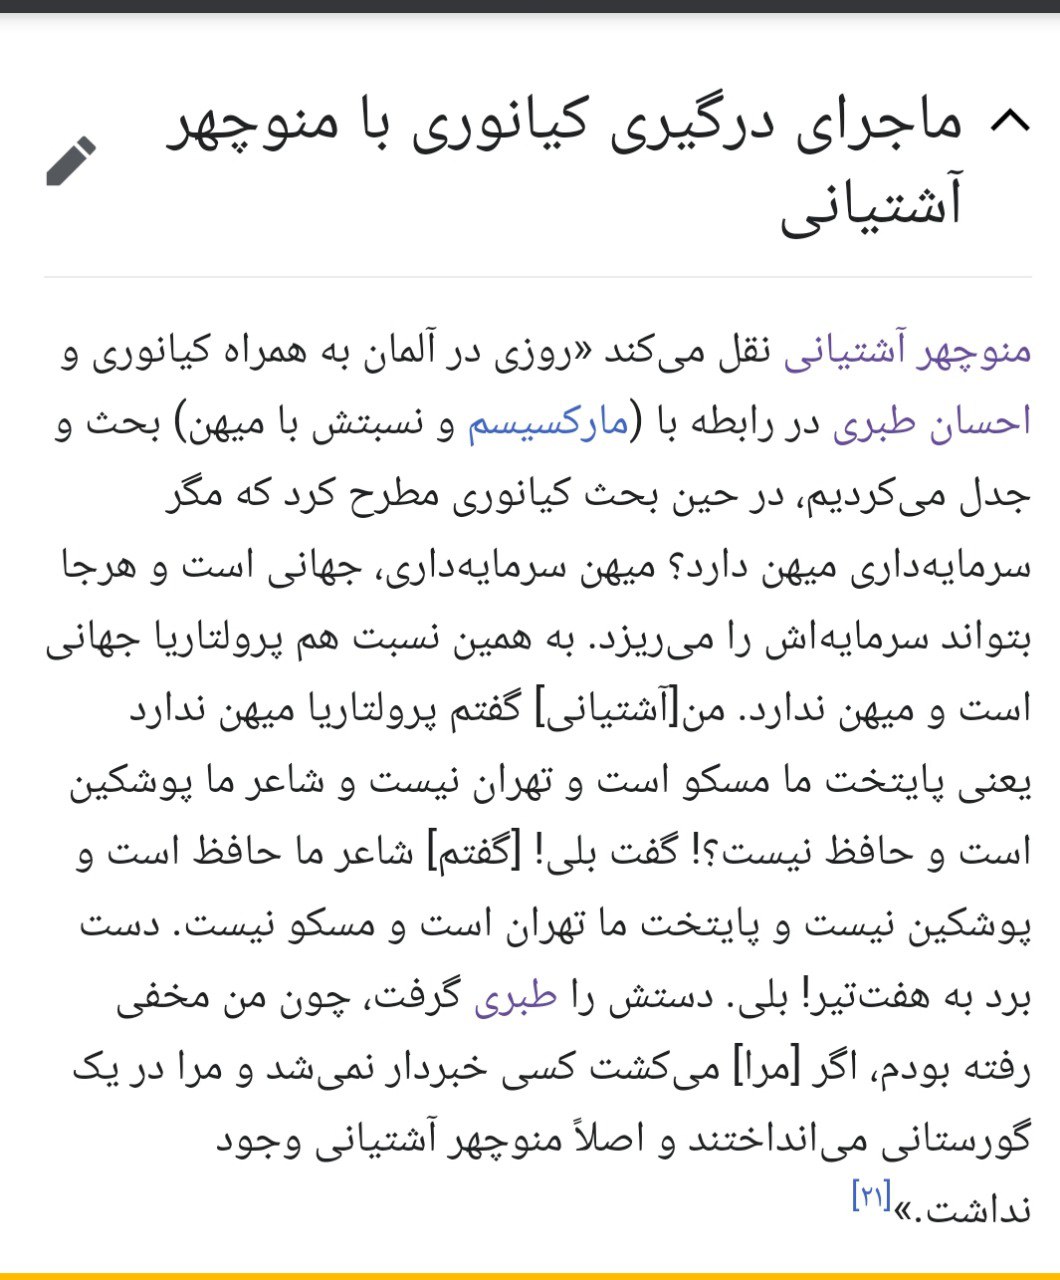 ماجرای درگیری کیانوری با منوچهر
آشتیانی
منوچهر آشتیانی نقل می‌کند «روزی در آلمان به همراه کیانوری و
احسان طبری در رابطه با (مارکسیسم و نسبتش با میهن) بحث و
جدل می‌کردیم، در حین بحث کیانوری مطرح کرد که مگر
سرمایه‌داری میهن دارد؟ میهن سرمایه‌داری، جهانی است و هرجا
بتواند سرمایه‌اش را می‌ریزد. به همین نسبت هم پرولتاریا جهانی
است و میهن ندارد. من[آشتیانی] گفتم پرولتاریا میهن ندارد
یعنی پایتخت ما مسکو است و تهران نیست و شاعر ما پوشکین
است و حافظ نیست؟! گفت بلی! [گفتم] شاعر ما حافظ است و
پوشکین نیست و پایتخت ما تهران است و مسکو نیست. دست
برد به هفت‌تیر! بلی. دستش را طبری گرفت، چون من مخفی
رفته بودم، اگر [مرا] می‌کشت کسی خبردار نمی‌شد و مرا در یک
گورستانی می‌انداختند و اصلاً منوچهر آشتیانی وجود
نداشت.»[۲۱]